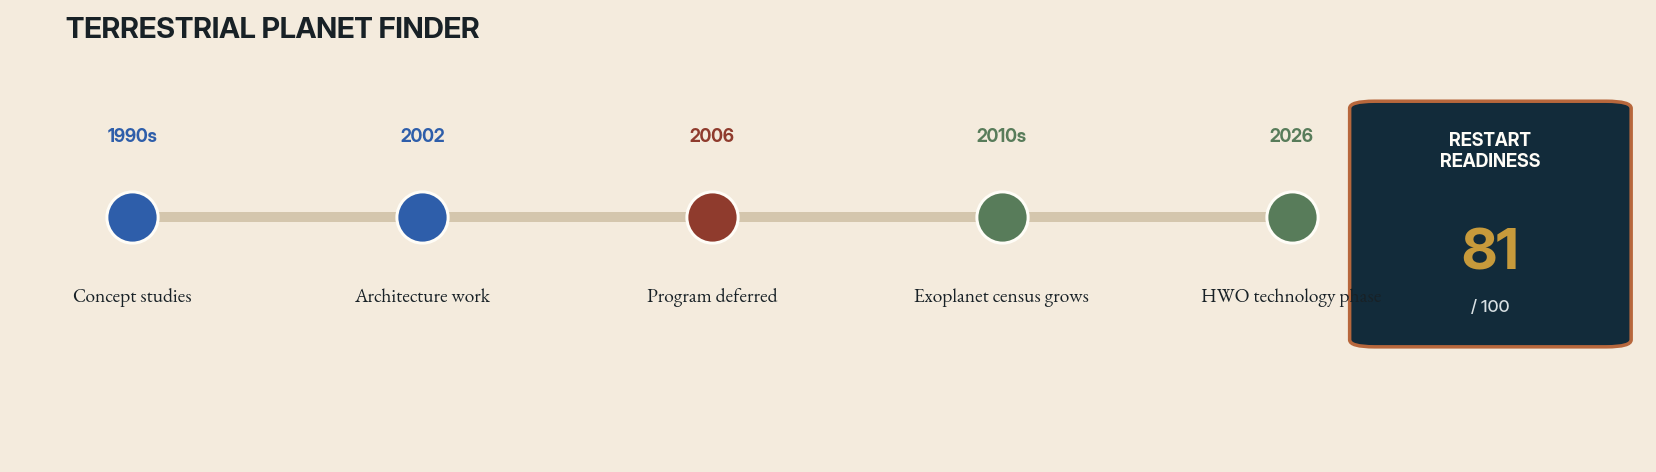 TERRESTRIAL PLANET FINDER
1990s
2002
2006
2010s
2026
Concept studies
Architecture work
Program deferred
Exoplanet census grows
HWO technology phase
RESTART
READINESS
81
/ 100